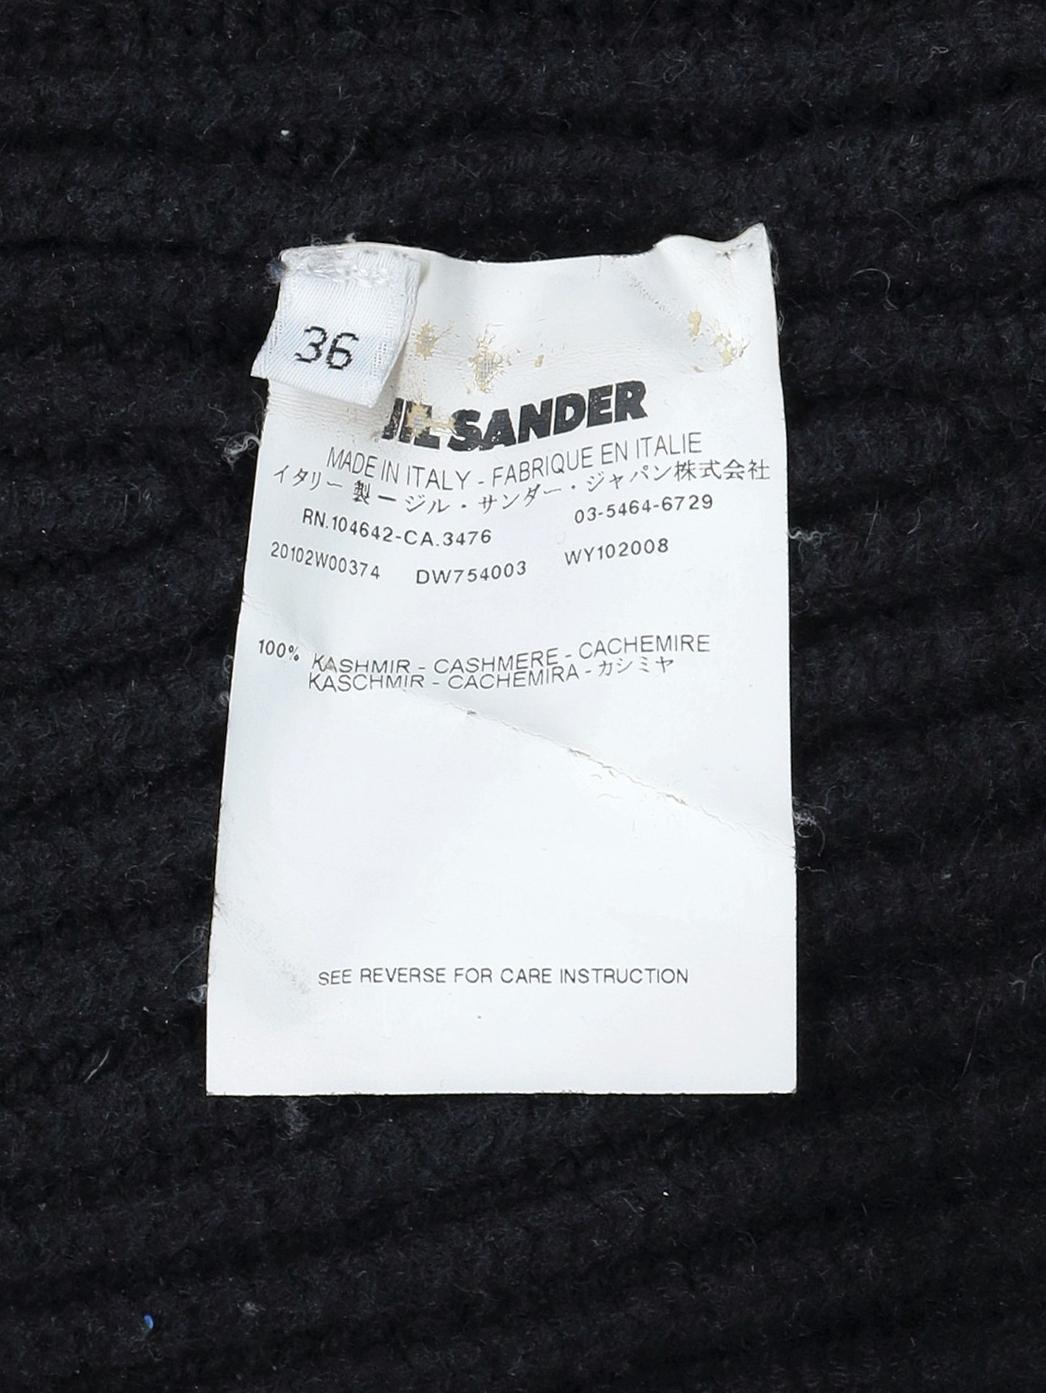 36
JIL SANDER
MADE IN ITALY - FABRIQUE EN ITALIE
イタリー製ージル・サンダー・ジャパン株式会社
RN.104642-CA.3476 03-5464-6729
20102W00374 DW754003 WY102008
100% KASHMIR - CASHMERE - CACHEMIRE
KASCHMIR - CACHEMIRA - カシミヤ
SEE REVERSE FOR CARE INSTRUCTION